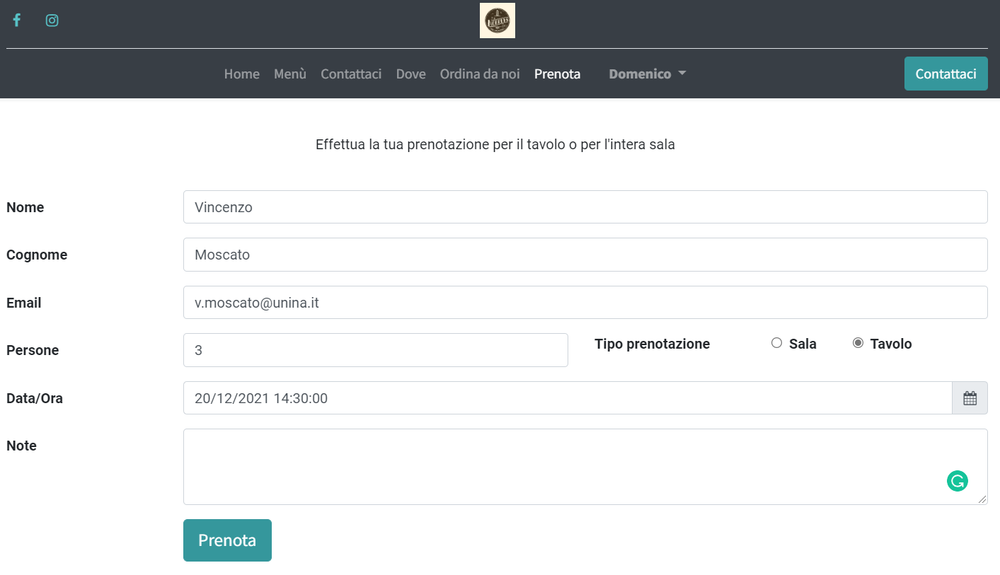 Home Menù Contattaci Dove Ordina da noi Prenota Domenico Contattaci
Effettua la tua prenotazione per il tavolo o per l'intera sala
Nome Vincenzo
Cognome Moscato
Email v.moscato@unina.it
Persone 3 Tipo prenotazione Sala Tavolo
Data/Ora 20/12/2021 14:30:00
Note
Prenota